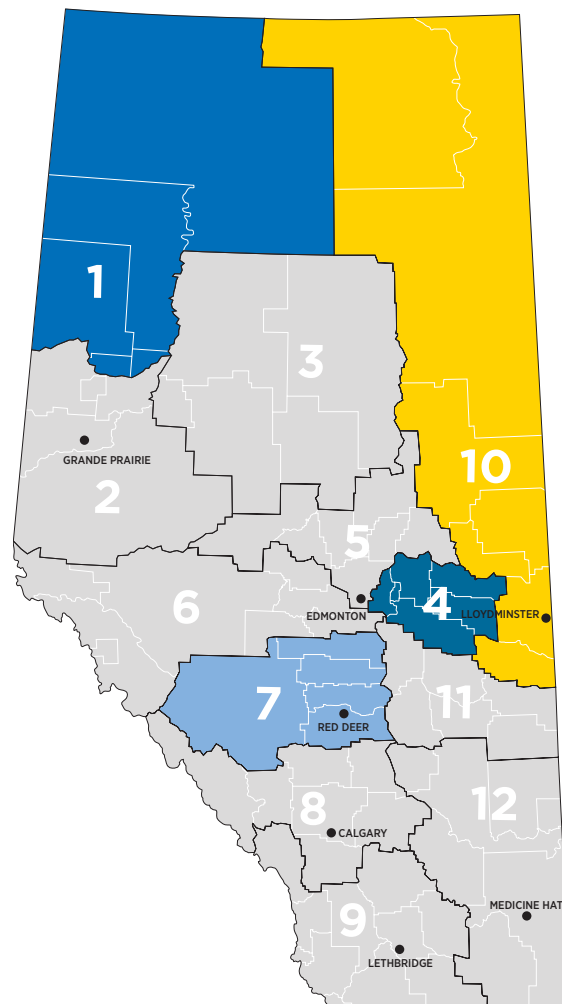 1
3
GRANDE PRAIRIE
10
2
5
6
EDMONTON
4
LLOYDMINSTER
7
11
RED DEER
12
8
CALGARY
MEDICINE HAT
9
LETHBRIDGE